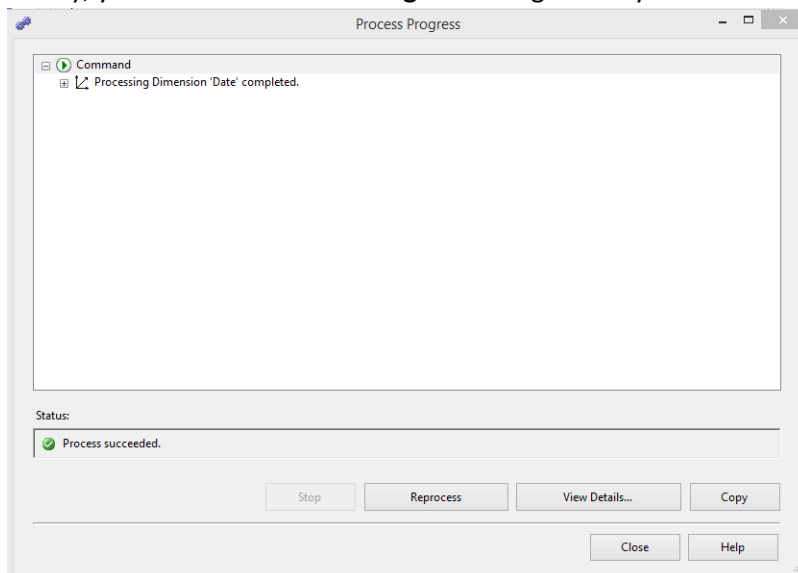 Process Progress
Command
Processing Dimension 'Date' completed.
Status:
Process succeeded.
Stop Reprocess View Details... Copy
Close Help